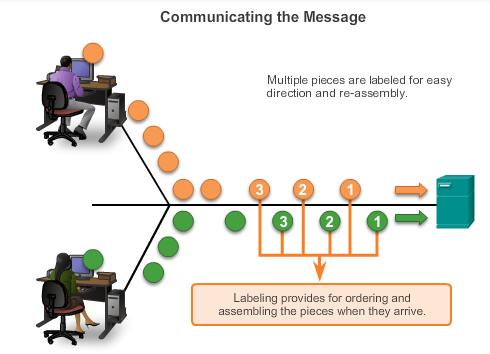 Communicating the Message
Multiple pieces are labeled for easy
direction and re-assembly.
3 2 1
3 2 1
Labeling provides for ordering and
assembling the pieces when they arrive.